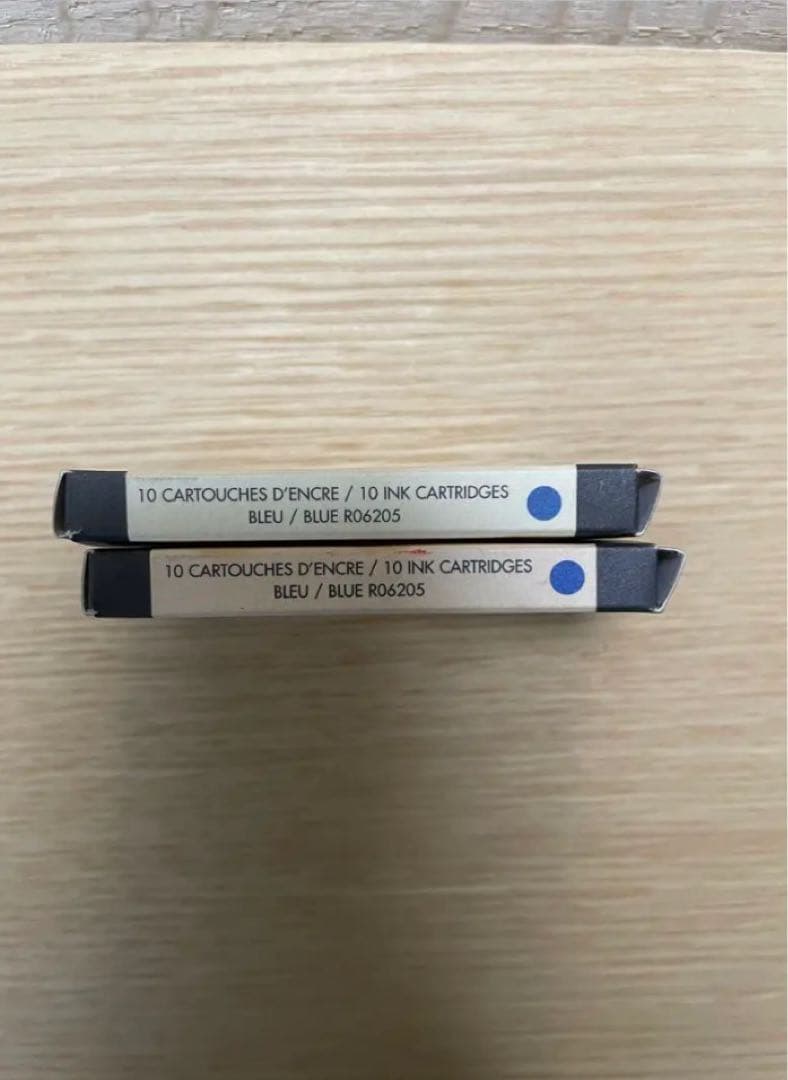 10 CARTOUCHES D'ENCRE / 10 INK CARTRIDGES
BLEU / BLUE R06205
10 CARTOUCHES D'ENCRE / 10 INK CARTRIDGES
BLEU / BLUE R06205